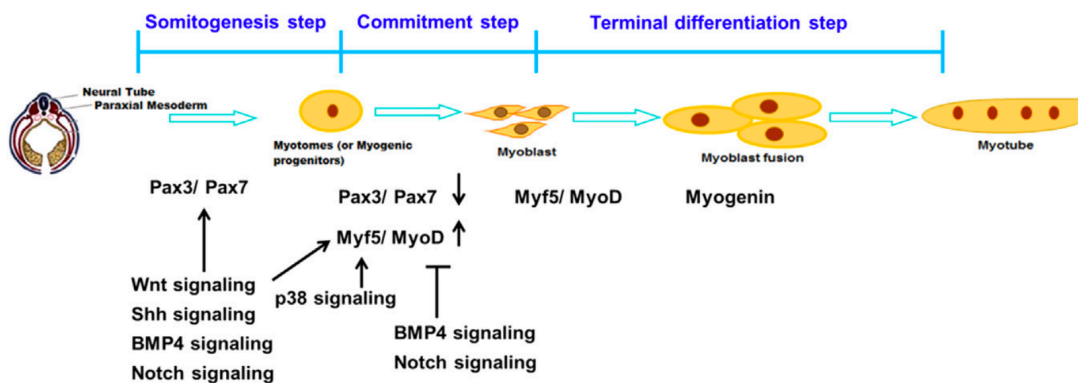 Somitogenesis step
Commitment step
Terminal differentiation step
Neural Tube
Paraxial Mesoderm
Myotomes (or Myogenic
progenitors)
Myoblast
Myoblast fusion
Myotube
Pax3/ Pax7
Pax3/ Pax7
Myf5/ MyoD
Myogenin
Myf5/ MyoD
Wnt signaling
Shh signaling
BMP4 signaling
Notch signaling
p38 signaling
BMP4 signaling
Notch signaling